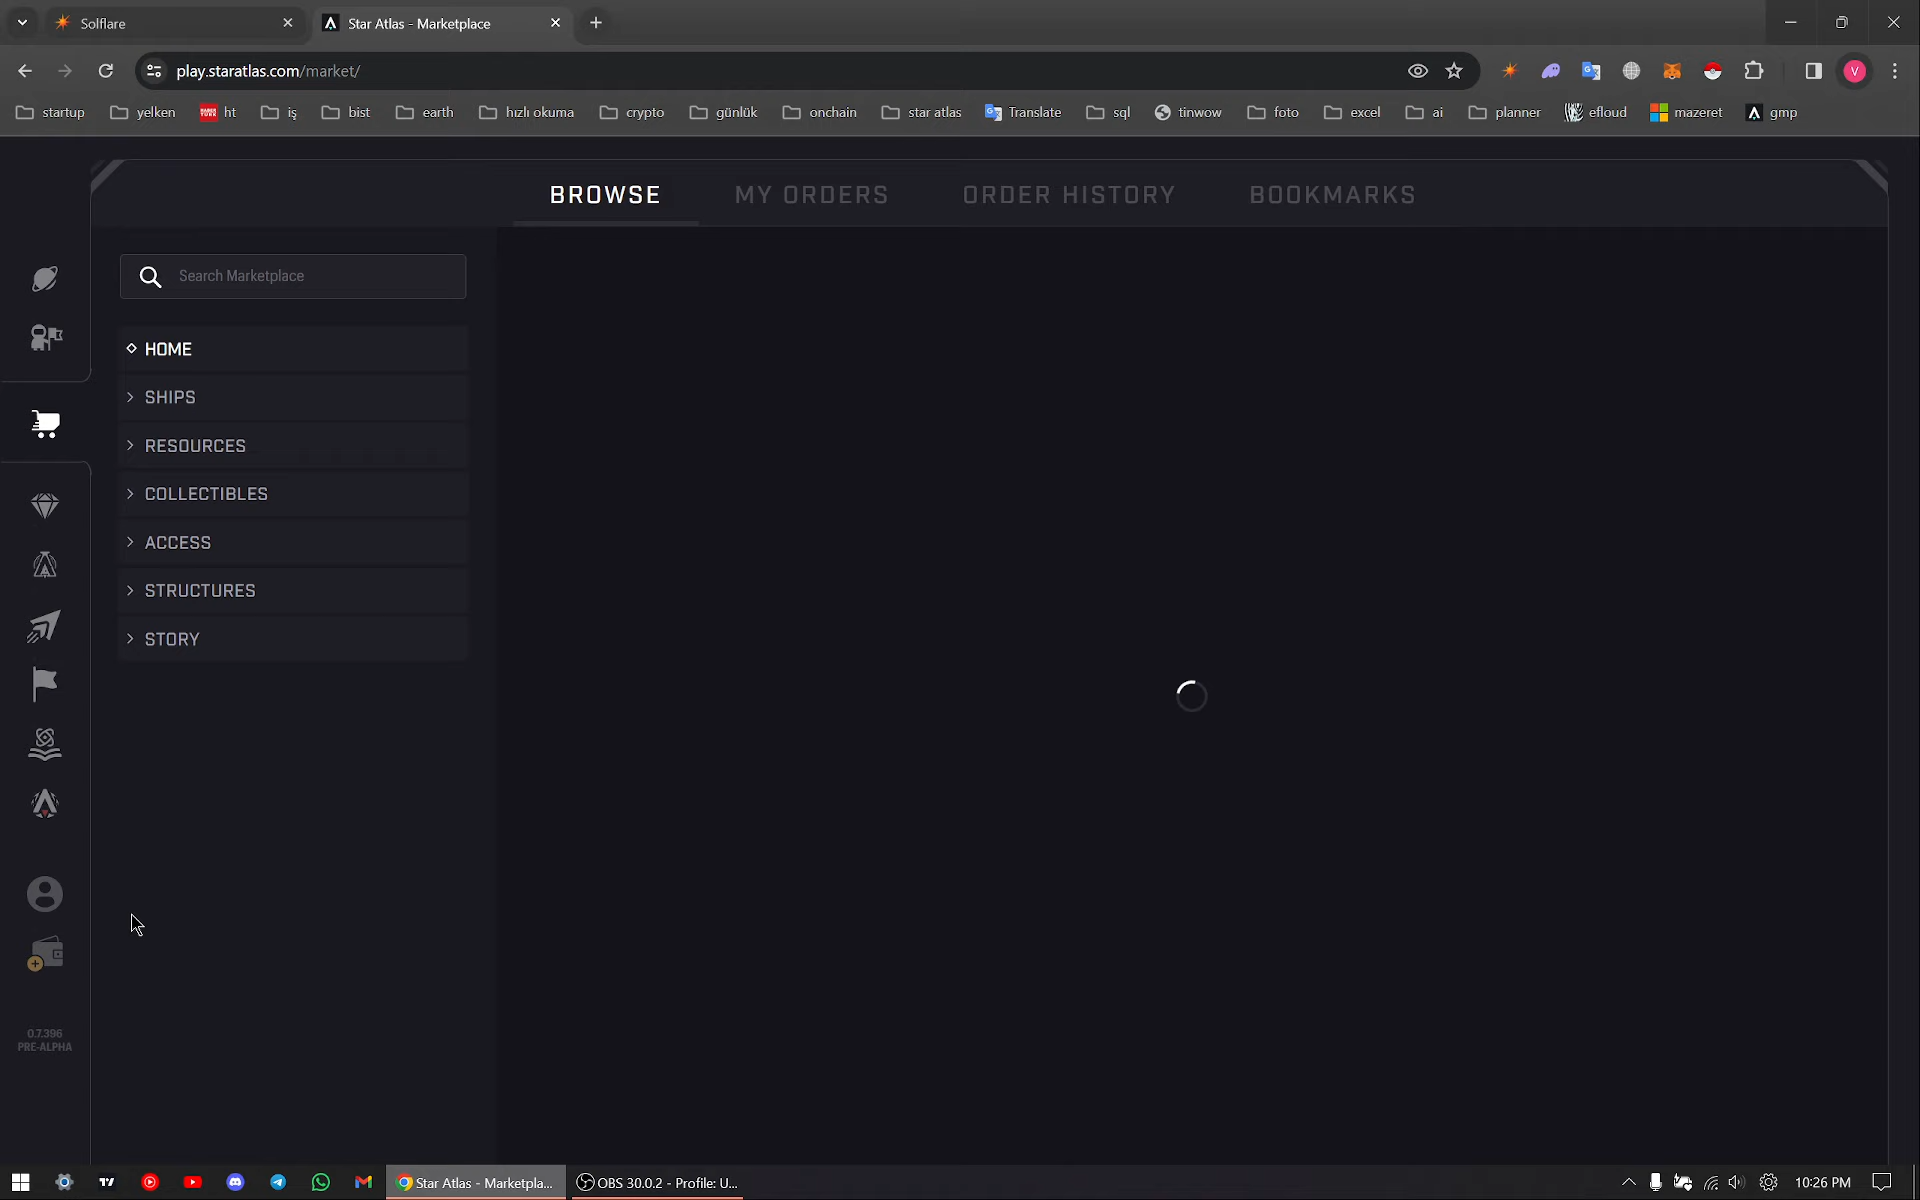 Solflare
Star Atlas - Marketplace
play.staratlas.com/market/
V
startup
yelken
ht
iş
bist
earth
hızlı okuma
crypto
günlük
onchain
star atlas
Translate
sql
tinwow
foto
excel
ai
planner
efloud
mazeret
gmp
BROWSE
MY ORDERS
ORDER HISTORY
BOOKMARKS
Search Marketplace
HOME
SHIPS
RESOURCES
COLLECTIBLES
ACCESS
STRUCTURES
STORY
0.7.396
PRE-ALPHA
Star Atlas - Marketpla...
OBS 30.0.2 - Profile: U...
10:26 PM